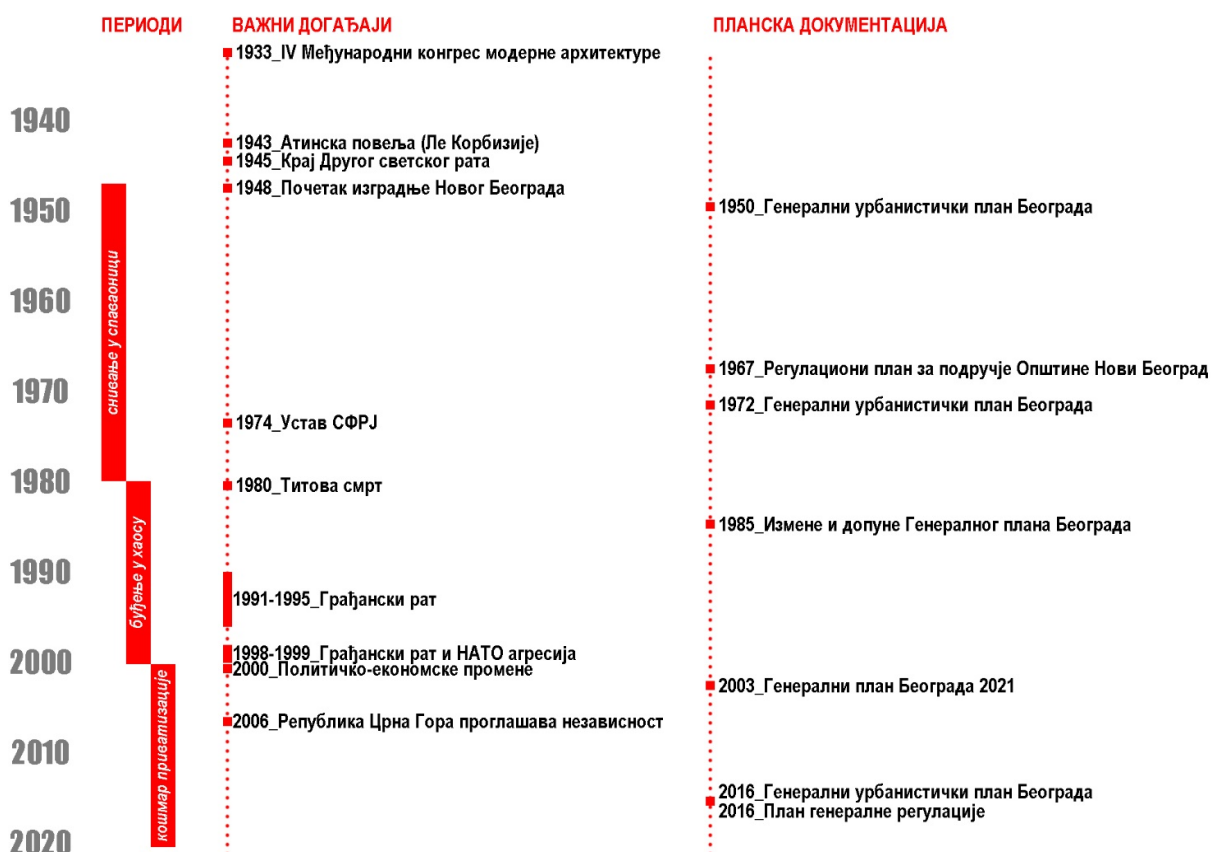 ПЕРИОДИ
ВАЖНИ ДОГАЂАЈИ
ПЛАНСКА ДОКУМЕНТАЦИЈА
1940
1950
1960
1970
1980
1990
2000
2010
2020
снивање у спаваоници
буђење у хаосу
кошмар приватизације
1933_IV Међународни конгрес модерне архитектуре
1943_Атинска повеља (Ле Корбизије)
1945_Крај Другог светског рата
1948_Почетак изградње Новог Београда
1974_Устав СФРЈ
1980_Титова смрт
1991-1995_Грађански рат
1998-1999_Грађански рат и НАТО агресија
2000_Политичко-економске промене
2006_Република Црна Гора проглашава независност
1950_Генерални урбанистички план Београда
1967_Регулациони план за подручје Општине Нови Београд
1972_Генерални урбанистички план Београда
1985_Измене и допуне Генералног плана Београда
2003_Генерални план Београда 2021
2016_Генерални урбанистички план Београда
2016_План генералне регулације